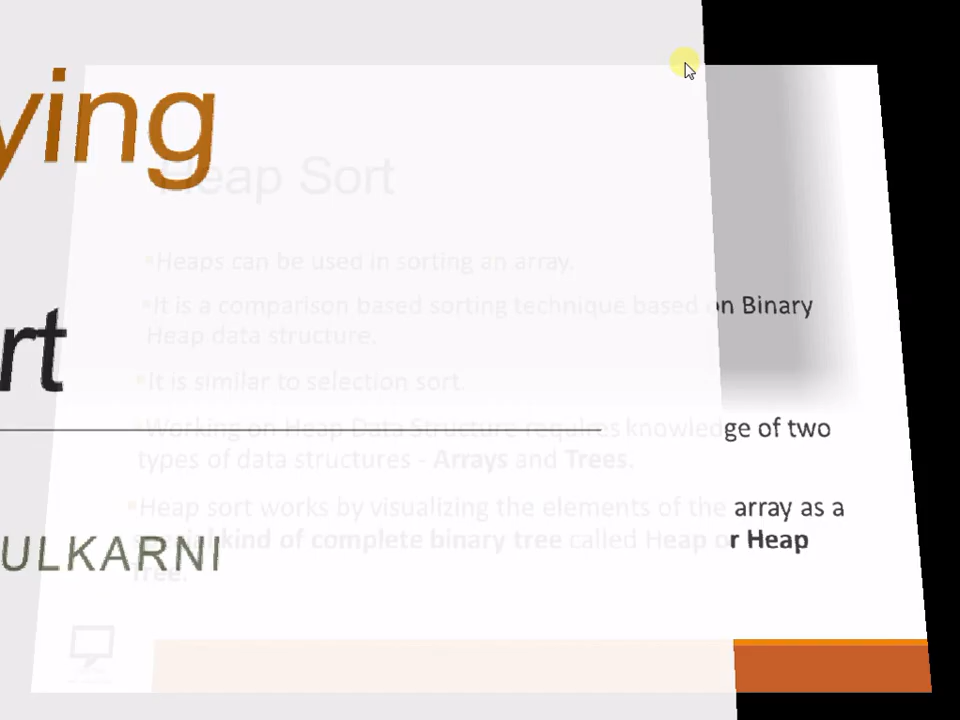 ying
rt
ULKARNI
Heap Sort
Heaps can be used in sorting an array.
It is a comparison based sorting technique based on Binary
Heap data structure.
It is similar to selection sort.
Working on Heap Data Structure requires knowledge of two
types of data structures - Arrays and Trees.
Heap sort works by visualizing the elements of the array as a
special kind of complete binary tree called Heap or Heap
Tree.